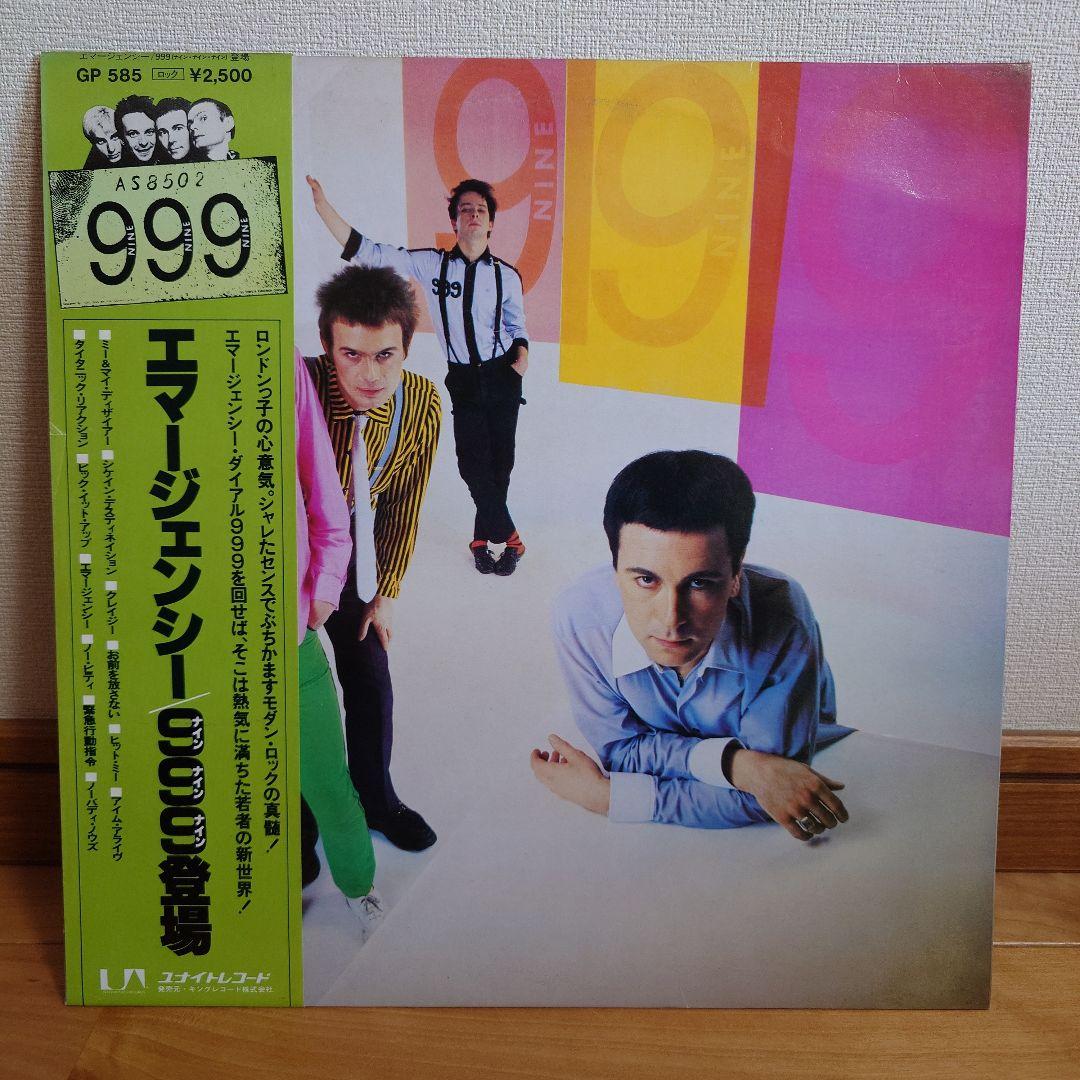 エマージェンシー/999(ナイン・ナイン・ナイン)登場
GP 585 ロック ¥2,500
AS8502
999
NINE NINE NINE
ロンドンっ子の心意気。シャレたセンスでぶちかますモダン・ロックの真髄!
エマージェンシー・ダイアル999を回せば、そこは熱気に満ちた若者の新世界!
エマージェンシー/999登場
ナイン ナイン ナイン
■ミー&マイ・ディザイアー ■シケイン・デスティネイション ■クレイジー ■お前を放さない ■ヒット・ミー ■アイム・アライヴ
■タイタニック・リアクション ■ピック・イット・アップ ■エマージェンシー ■ノー・ピティ ■緊急行動指令 ■ノーバディ・ノウズ
UA
ユナイトレコード
発売元・キングレコード株式会社
9 NINE
9 NINE
9
999